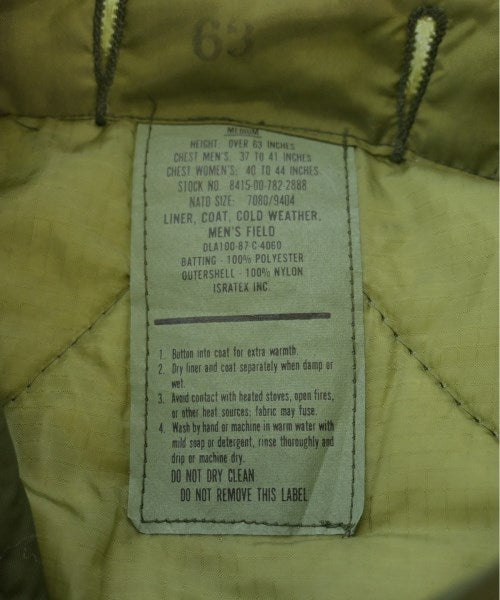 63
MEDIUM
HEIGHT: OVER 63 INCHES
CHEST MEN'S: 37 TO 41 INCHES
CHEST WOMEN'S: 40 TO 44 INCHES
STOCK NO. 8415-00-782-2888
NATO SIZE: 7080/9404
LINER, COAT, COLD WEATHER,
MEN'S FIELD
DLA100-87-C-4060
BATTING - 100% POLYESTER
OUTERSHELL - 100% NYLON
ISRATEX INC.
1. Button into coat for extra warmth.
2. Dry liner and coat separately when damp or
wet.
3. Avoid contact with heated stoves, open fires,
or other heat sources; fabric may fuse.
4. Wash by hand or machine in warm water with
mild soap or detergent, rinse thoroughly and
drip or machine dry.
DO NOT DRY CLEAN
DO NOT REMOVE THIS LABEL